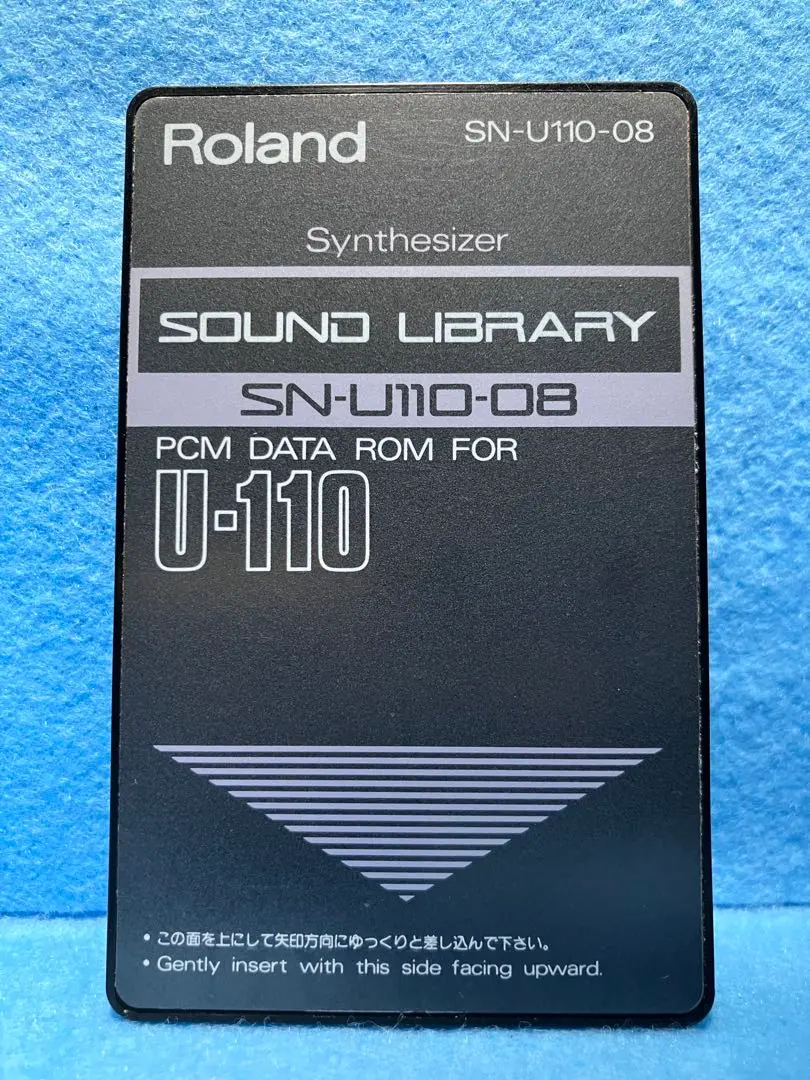 Roland
SN-U110-08
Synthesizer
SOUND LIBRARY
SN-U110-08
PCM DATA ROM FOR
U-110
• この面を上にして矢印方向にゆっくりと差し込んで下さい。
• Gently insert with this side facing upward.